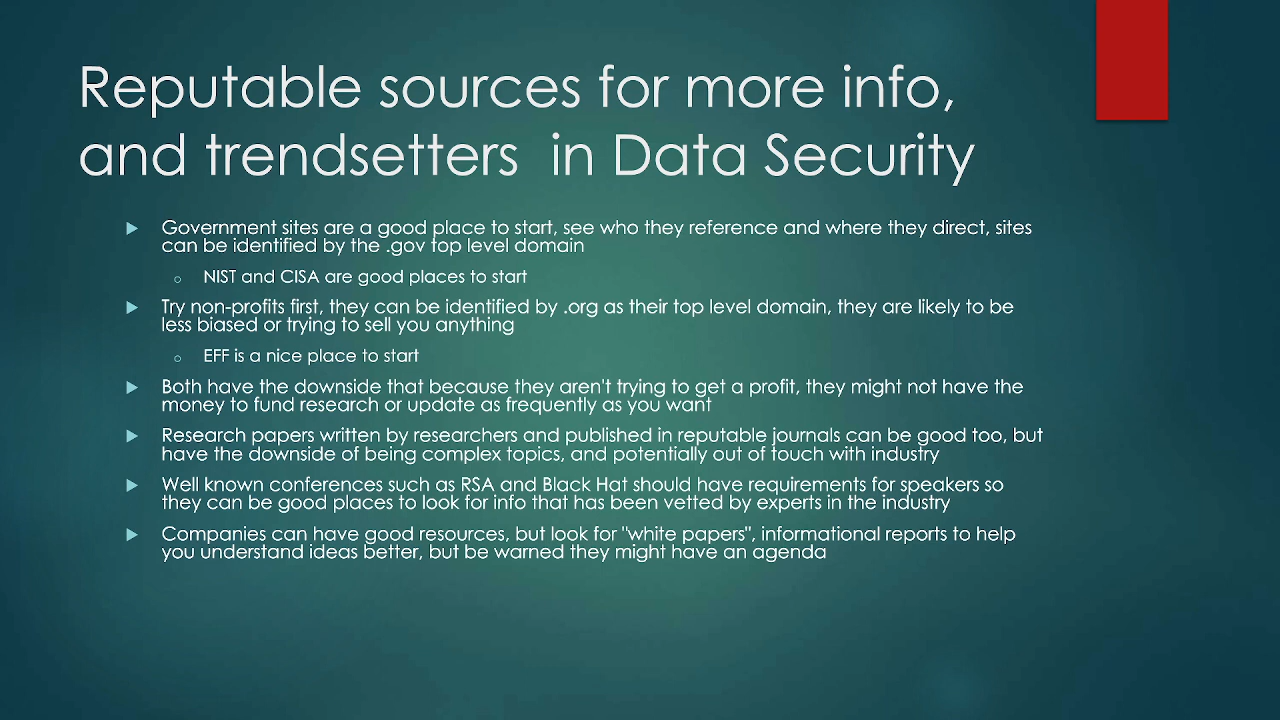 Reputable sources for more info,
and trendsetters  in Data Security
Government sites are a good place to start, see who they reference and where they direct, sites
can be identified by the .gov top level domain
NIST and CISA are good places to start
Try non-profits first, they can be identified by .org as their top level domain, they are likely to be
less biased or trying to sell you anything
EFF is a nice place to start
Both have the downside that because they aren't trying to get a profit, they might not have the
money to fund research or update as frequently as you want
Research papers written by researchers and published in reputable journals can be good too, but
have the downside of being complex topics, and potentially out of touch with industry
Well known conferences such as RSA and Black Hat should have requirements for speakers so
they can be good places to look for info that has been vetted by experts in the industry
Companies can have good resources, but look for "white papers", informational reports to help
you understand ideas better, but be warned they might have an agenda